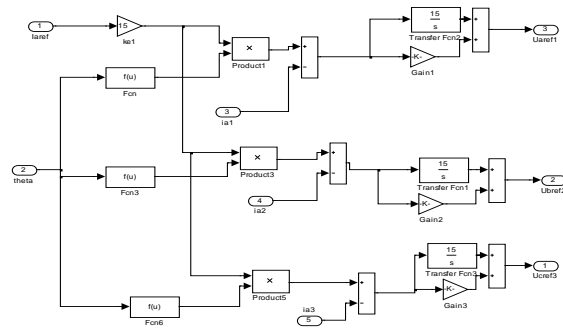 1
Iaref
15
ke1
×
Product1
f(u)
Fcn
+
−
3
ia1
15
s
Transfer Fcn2
-K-
Gain1
+
+
3
Uaref1
2
theta
f(u)
Fcn3
×
Product3
+
−
4
ia2
15
s
Transfer Fcn1
-K-
Gain2
+
+
2
Ubref2
f(u)
Fcn6
×
Product5
+
−
ia3
5
15
s
Transfer Fcn3
-K-
Gain3
+
+
1
Ucref3